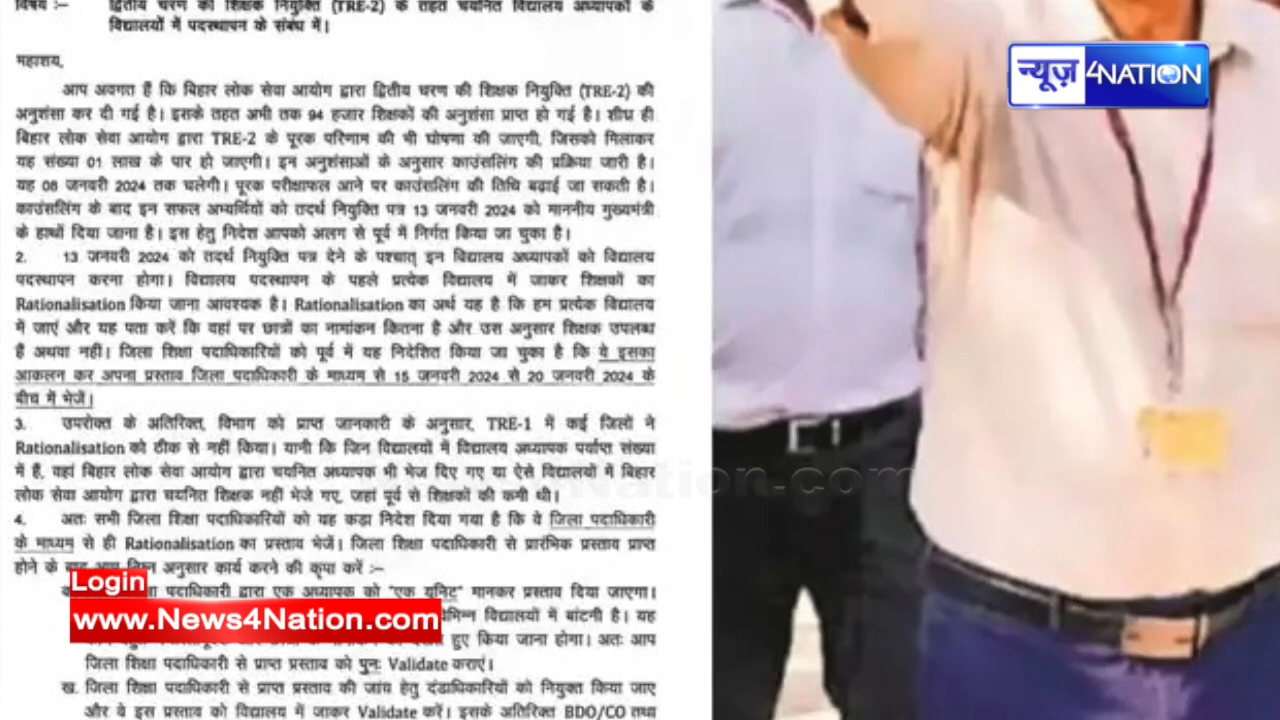 विषय :– द्वितीय चरण की शिक्षक नियुक्ति (TRE-2) के तहत चयनित विद्यालय अध्यापकों के
विद्यालयों में पदस्थापन के संबंध में।
महाशय,
आप अवगत हैं कि बिहार लोक सेवा आयोग द्वारा द्वितीय चरण की शिक्षक नियुक्ति (TRE-2) की
अनुशंसा कर दी गई है। इसके तहत अभी तक 94 हजार शिक्षकों की अनुशंसा प्राप्त हो गई है। शीघ्र ही
बिहार लोक सेवा आयोग द्वारा TRE-2 के पूरक परिणाम की भी घोषणा की जाएगी, जिसको मिलाकर
यह संख्या 01 लाख के पार हो जाएगी। इन अनुशंसाओं के अनुसार काउंसलिंग की प्रक्रिया जारी है।
यह 08 जनवरी 2024 तक चलेगी। पूरक परीक्षाफल आने पर काउंसलिंग की तिथि बढ़ाई जा सकती है।
काउंसलिंग के बाद इन सफल अभ्यर्थियों को तदर्थ नियुक्ति पत्र 13 जनवरी 2024 को माननीय मुख्यमंत्री
के हाथों दिया जाना है। इस हेतु निदेश आपको अलग से पूर्व में निर्गत किया जा चुका है।
2. 13 जनवरी 2024 को तदर्थ नियुक्ति पत्र देने के पश्चात् इन विद्यालय अध्यापकों को विद्यालय
पदस्थापन करना होगा। विद्यालय पदस्थापन के पहले प्रत्येक विद्यालय में जाकर शिक्षकों का
Rationalisation किया जाना आवश्यक है। Rationalisation का अर्थ यह है कि हम प्रत्येक विद्यालय
में जाएं और यह पता करें कि वहां पर छात्रों का नामांकन कितना है और उस अनुसार शिक्षक उपलब्ध
हैं अथवा नहीं। जिला शिक्षा पदाधिकारियों को पूर्व में यह निदेशित किया जा चुका है कि वे इसका
आकलन कर अपना प्रस्ताव जिला पदाधिकारी के माध्यम से 15 जनवरी 2024 से 20 जनवरी 2024 के
बीच में भेजें।
3. उपरोक्त के अतिरिक्त, विभाग को प्राप्त जानकारी के अनुसार, TRE-1 में कई जिलों ने
Rationalisation को ठीक से नहीं किया। यानी कि जिन विद्यालयों में विद्यालय अध्यापक पर्याप्त संख्या
में हैं, वहां बिहार लोक सेवा आयोग द्वारा चयनित अध्यापक भी भेज दिए गए या ऐसे विद्यालयों में बिहार
लोक सेवा आयोग द्वारा चयनित शिक्षक नहीं भेजे गए, जहां पूर्व से शिक्षकों की कमी थी।
4. अतः सभी जिला शिक्षा पदाधिकारियों को यह कड़ा निदेश दिया गया है कि वे जिला पदाधिकारी
के माध्यम से ही Rationalisation का प्रस्ताव भेजें। जिला शिक्षा पदाधिकारी से प्रारंभिक प्रस्ताव प्राप्त
होने के बाद आप निम्न अनुसार कार्य करने की कृपा करें :–
पदाधिकारी द्वारा एक अध्यापक को "एक यूनिट" मानकर प्रस्ताव दिया जाएगा।
विभिन्न विद्यालयों में बांटनी है। यह
हुए किया जाना होगा। अतः आप
जिला शिक्षा पदाधिकारी से प्राप्त प्रस्ताव को पुनः Validate कराएं।
ख. जिला शिक्षा पदाधिकारी से प्राप्त प्रस्ताव की जांच हेतु दंडाधिकारियों को नियुक्त किया जाए
और वे इस प्रस्ताव को विद्यालय में जाकर Validate करें। इसके अतिरिक्त BDO/CO तथा
Login
www.News4Nation.com
न्यूज़ 4NATION